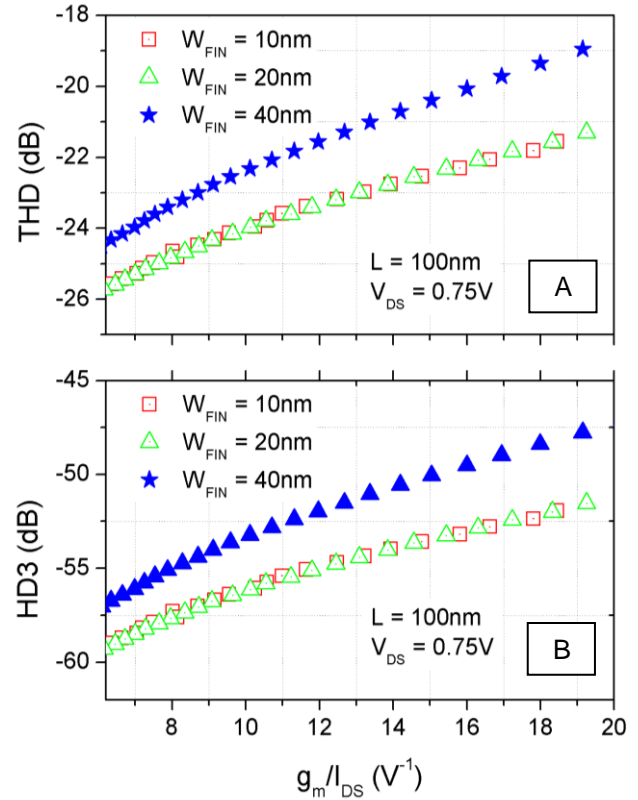 -18
-20
-22
-24
-26
THD (dB)
W_FIN = 10nm
W_FIN = 20nm
W_FIN = 40nm
L = 100nm
V_DS = 0.75V
A
-45
-50
-55
-60
HD3 (dB)
W_FIN = 10nm
W_FIN = 20nm
W_FIN = 40nm
L = 100nm
V_DS = 0.75V
B
8 10 12 14 16 18 20
g_m/I_DS (V⁻¹)